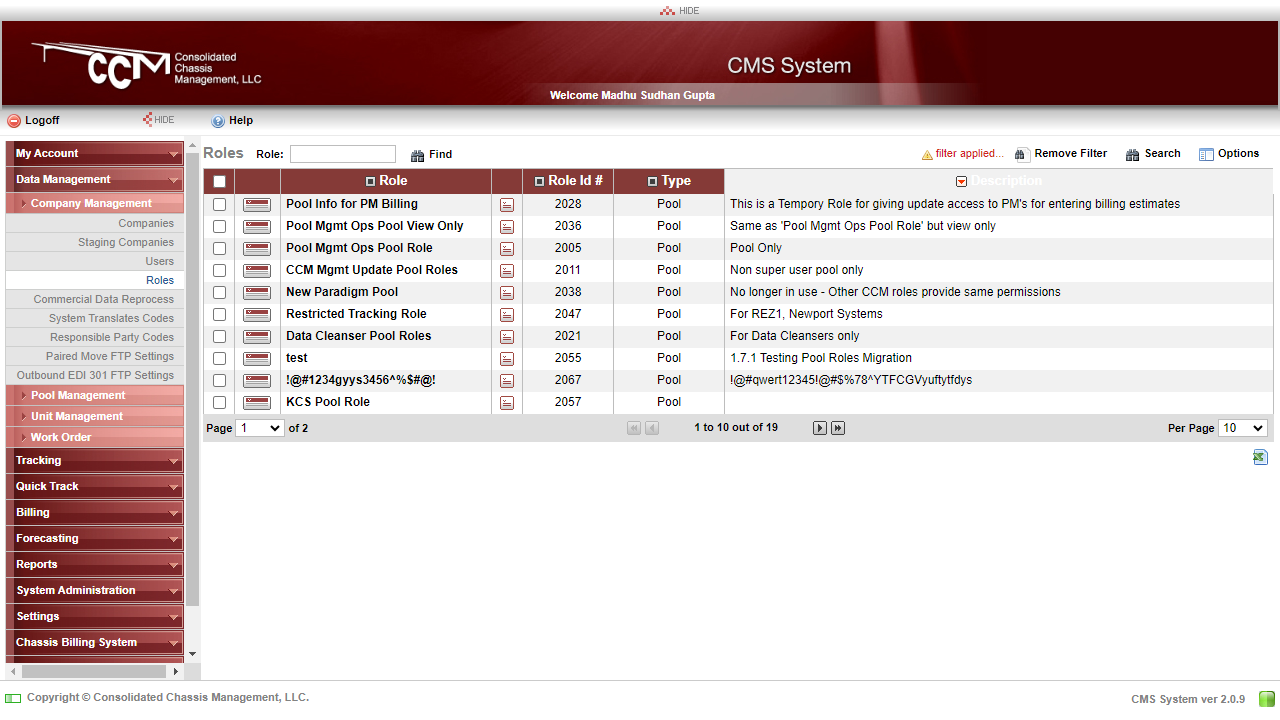 HIDE
CCM Consolidated
Chassis
Management, LLC
CMS System
Welcome Madhu Sudhan Gupta
Logoff HIDE Help
My Account
Data Management
Company Management
Companies
Staging Companies
Users
Roles
Commercial Data Reprocess
System Translates Codes
Responsible Party Codes
Paired Move FTP Settings
Outbound EDI 301 FTP Settings
Pool Management
Unit Management
Work Order
Tracking
Quick Track
Billing
Forecasting
Reports
System Administration
Settings
Chassis Billing System
Roles Role: Find filter applied... Remove Filter Search Options
Role Role Id # Type Description
Pool Info for PM Billing 2028 Pool This is a Tempory Role for giving update access to PM's for entering billing estimates
Pool Mgmt Ops Pool View Only 2036 Pool Same as 'Pool Mgmt Ops Pool Role' but view only
Pool Mgmt Ops Pool Role 2005 Pool Pool Only
CCM Mgmt Update Pool Roles 2011 Pool Non super user pool only
New Paradigm Pool 2038 Pool No longer in use - Other CCM roles provide same permissions
Restricted Tracking Role 2047 Pool For REZ1, Newport Systems
Data Cleanser Pool Roles 2021 Pool For Data Cleansers only
test 2055 Pool 1.7.1 Testing Pool Roles Migration
!@#1234gyys3456^%$#@! 2067 Pool !@#qwert12345!@#$%78^YTFCGVyuftytfdys
KCS Pool Role 2057 Pool
Page 1 of 2 1 to 10 out of 19 Per Page 10
Copyright © Consolidated Chassis Management, LLC. CMS System ver 2.0.9